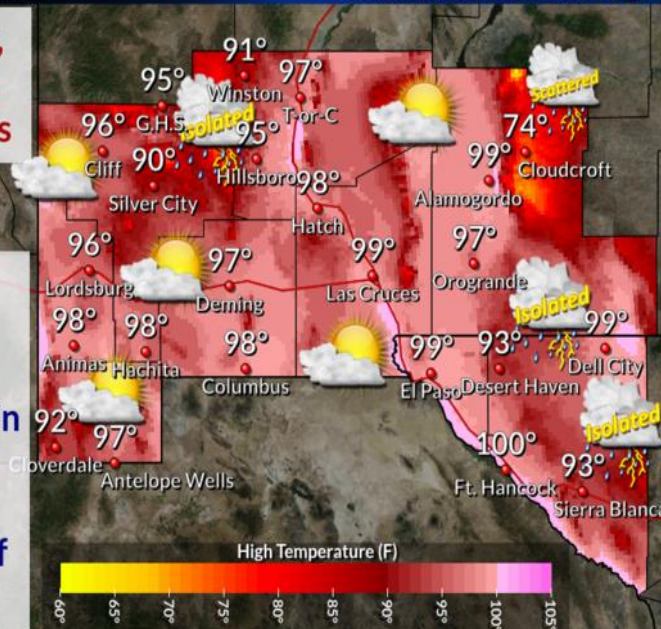 s
91°
Winston
95°
G.H.S.
Isolated
97°
T-or-C
Scattered
96°
Cliff
90°
Silver City
95°
Hillsboro
74°
Cloudcroft
99°
Alamogordo
98°
Hatch
96°
Lordsburg
97°
Deming
99°
Las Cruces
97°
Orogrande
Isolated
98°
Animas
98°
Hachita
98°
Columbus
99°
El Paso
93°
Desert Haven
99°
Dell City
n
92°
Cloverdale
97°
Antelope Wells
100°
Ft. Hancock
Isolated
93°
Sierra Blanca
f
High Temperature (F)
60° 65° 70° 75° 80° 85° 90° 95° 100° 105°